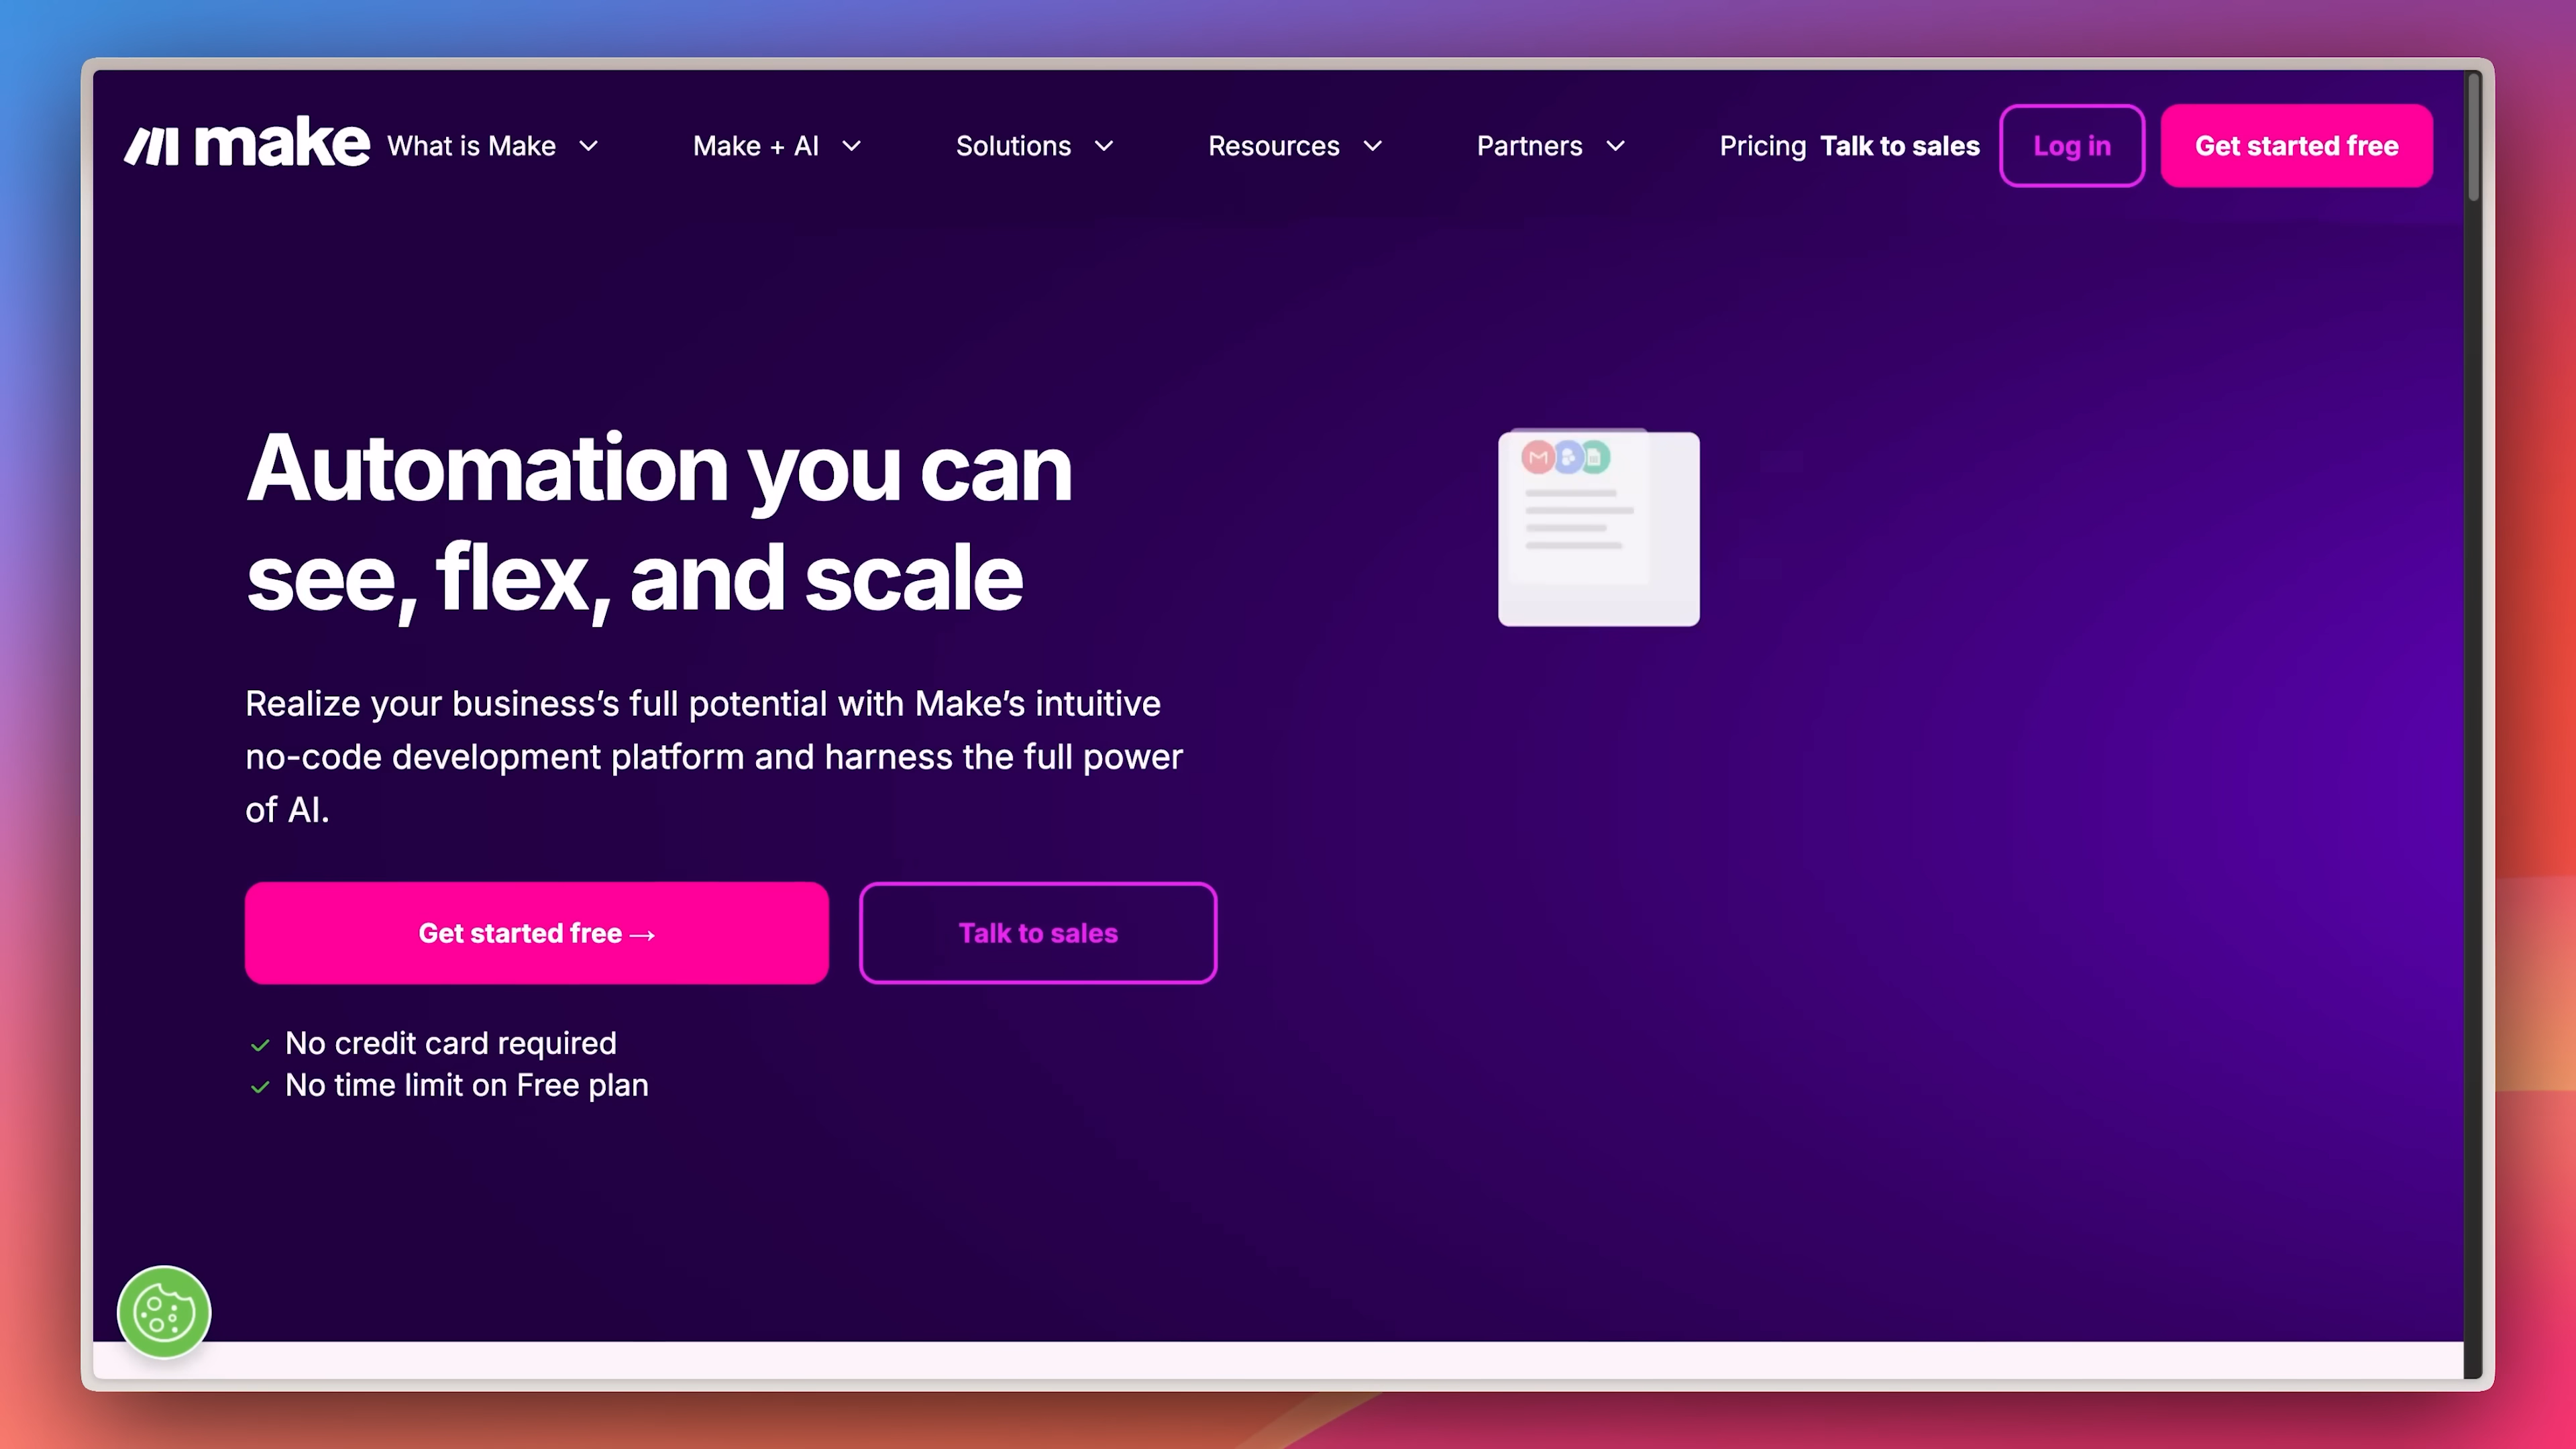 make What is Make Make + AI Solutions Resources Partners Pricing Talk to sales Log in Get started free
Automation you can
see, flex, and scale
Realize your business’s full potential with Make’s intuitive
no-code development platform and harness the full power
of AI.
Get started free → Talk to sales
No credit card required
No time limit on Free plan